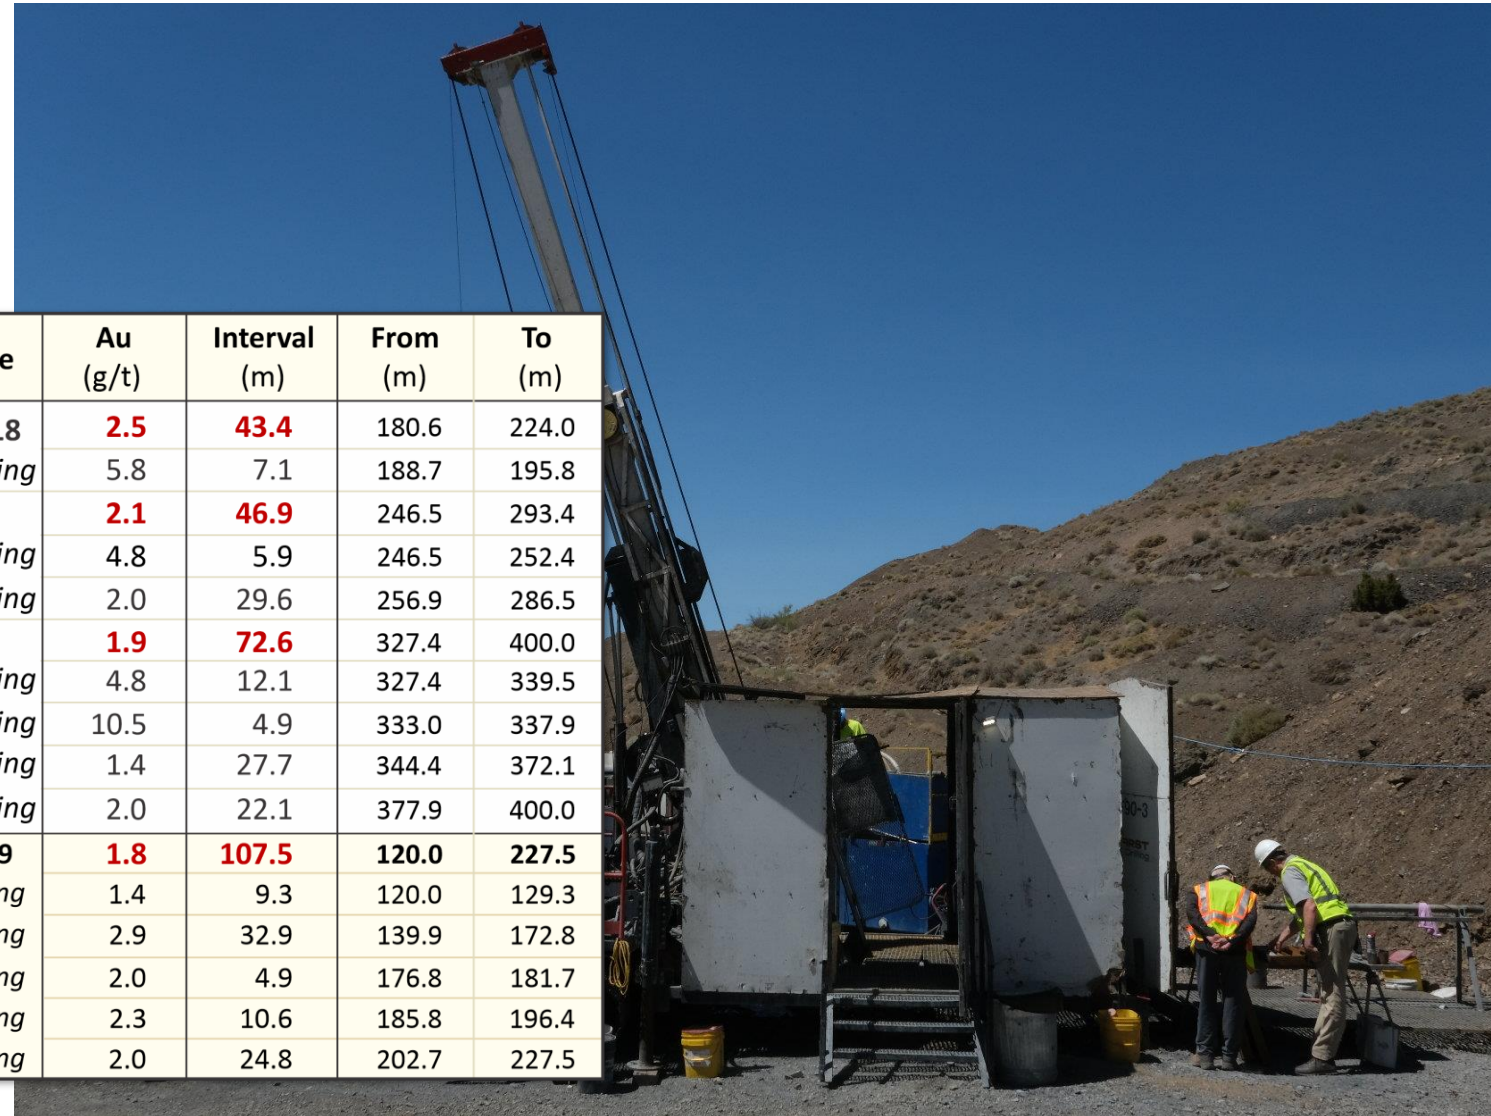 e Au Interval From To
(g/t) (m) (m) (m)
.8 2.5 43.4 180.6 224.0
ing 5.8 7.1 188.7 195.8
2.1 46.9 246.5 293.4
ing 4.8 5.9 246.5 252.4
ing 2.0 29.6 256.9 286.5
1.9 72.6 327.4 400.0
ing 4.8 12.1 327.4 339.5
ing 10.5 4.9 333.0 337.9
ing 1.4 27.7 344.4 372.1
ing 2.0 22.1 377.9 400.0
9 1.8 107.5 120.0 227.5
ng 1.4 9.3 120.0 129.3
ng 2.9 32.9 139.9 172.8
ng 2.0 4.9 176.8 181.7
ng 2.3 10.6 185.8 196.4
ng 2.0 24.8 202.7 227.5
90-3